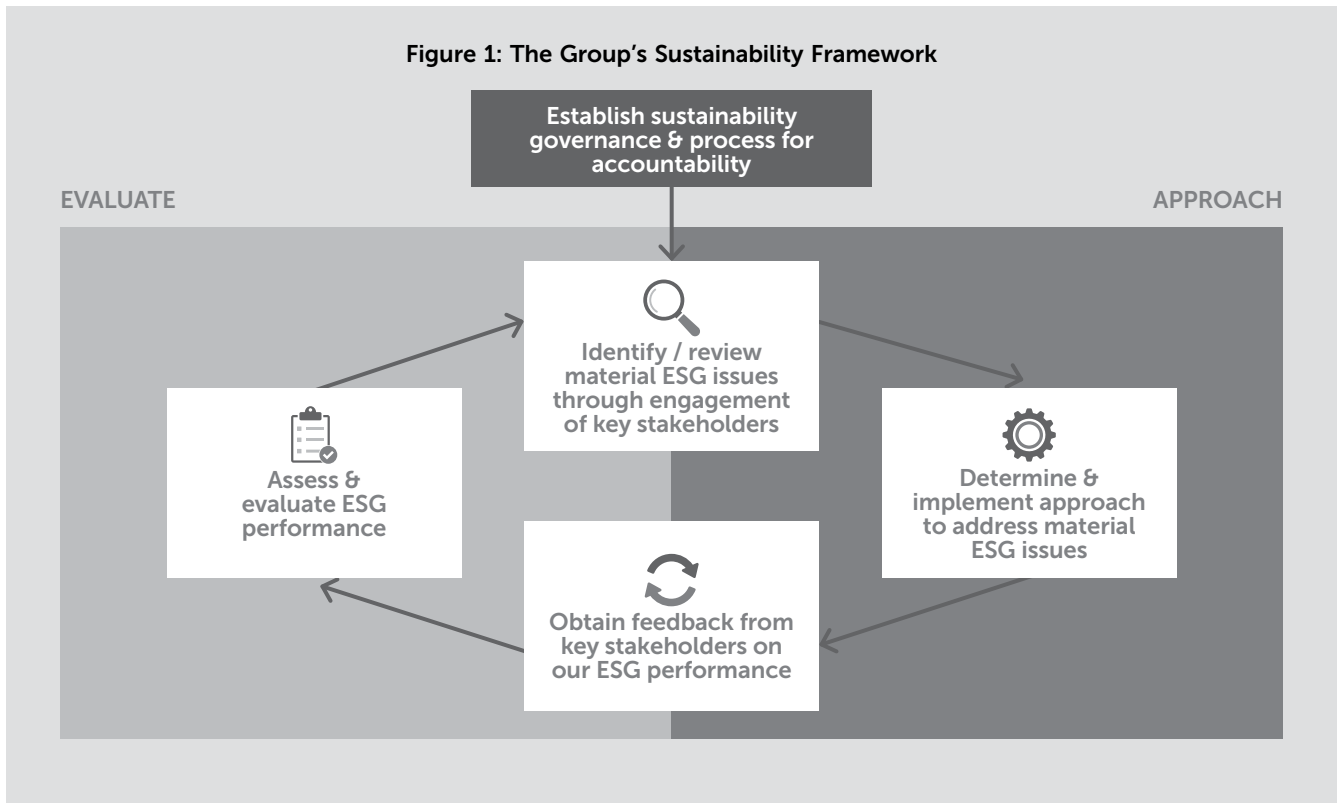 Figure 1: The Group’s Sustainability Framework
Establish sustainability
governance & process for
accountability
EVALUATE
APPROACH
Identify / review
material ESG issues
through engagement
of key stakeholders
Assess &
evaluate ESG
performance
Determine &
implement approach
to address material
ESG issues
Obtain feedback from
key stakeholders on
our ESG performance